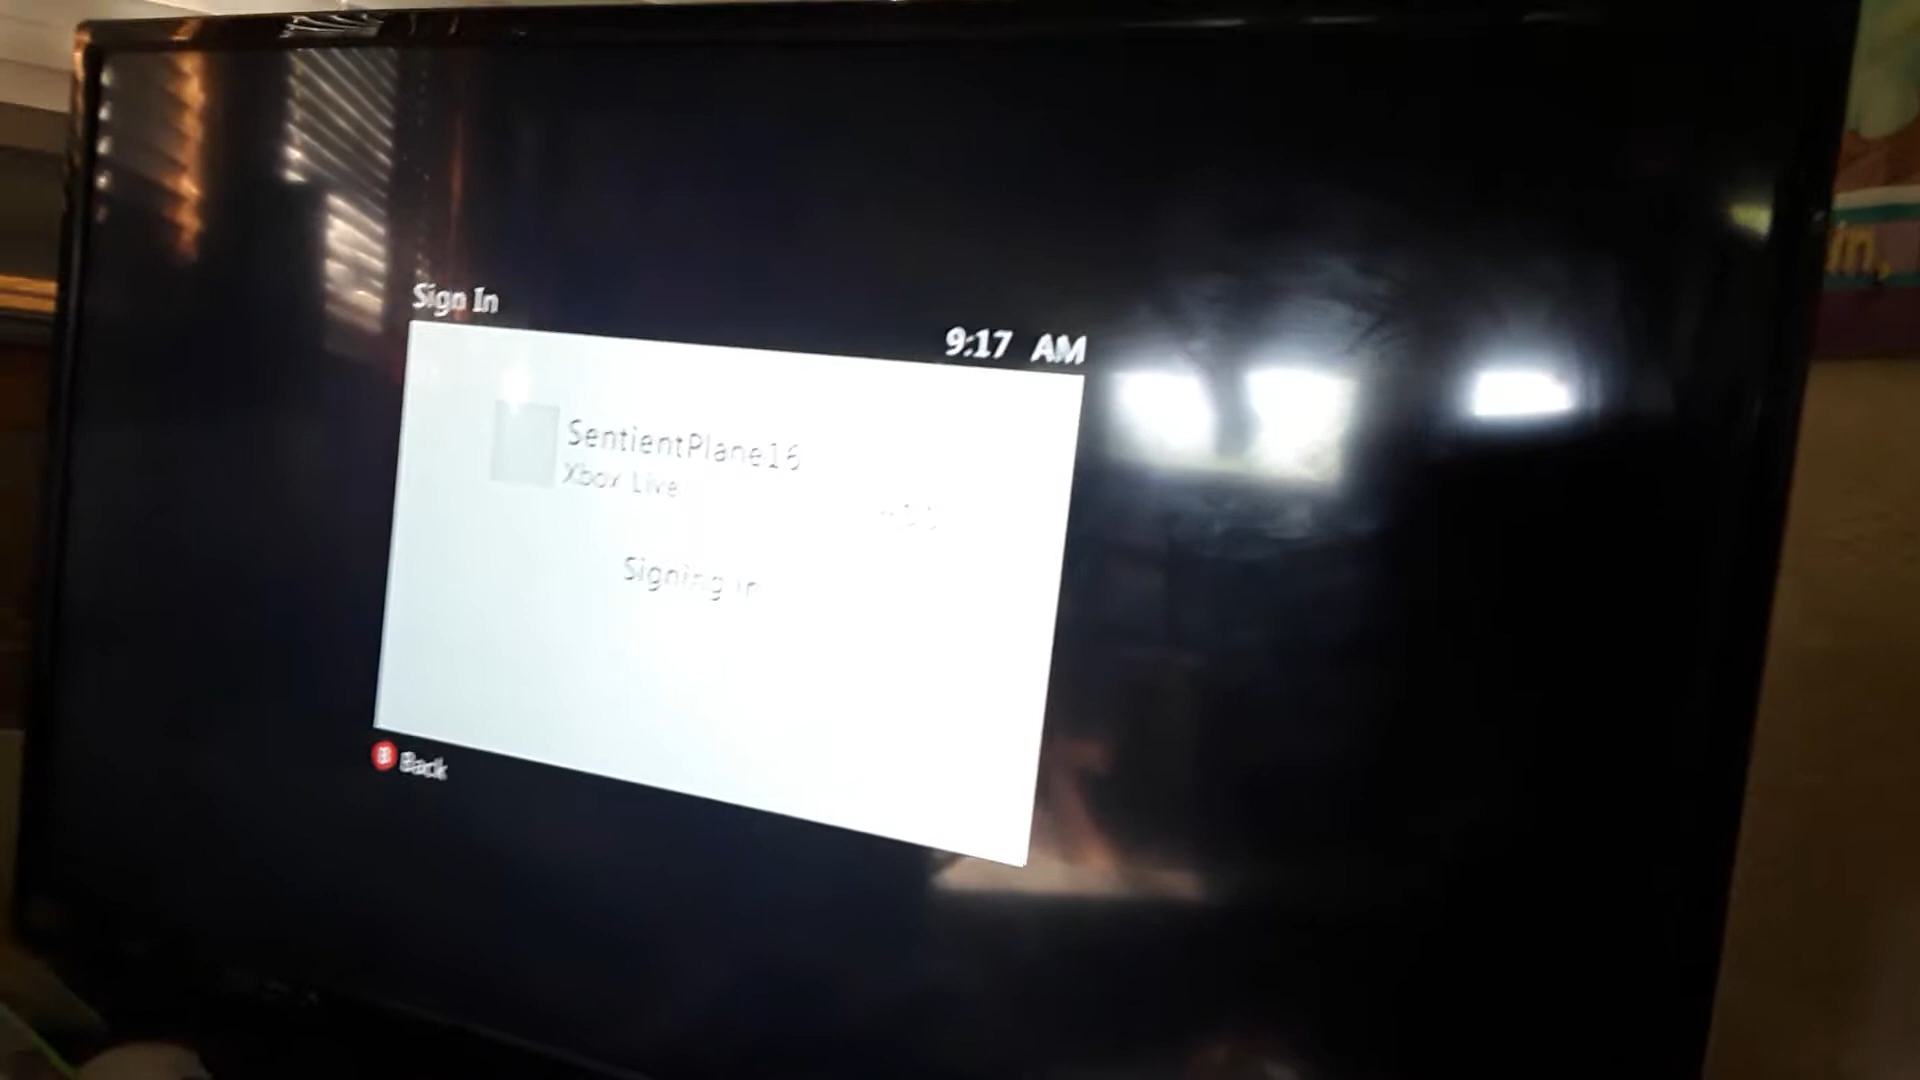 Sign In
9:17 AM
SentientPlane16
Xbox Live
Signing in
B Back